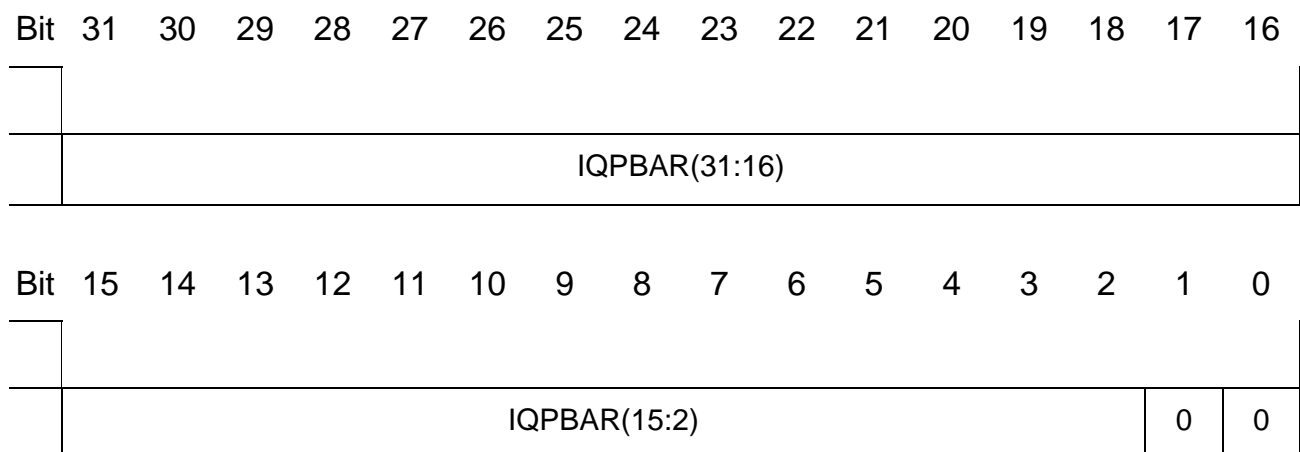 Bit 31 30 29 28 27 26 25 24 23 22 21 20 19 18 17 16
IQPBAR(31:16)
Bit 15 14 13 12 11 10 9 8 7 6 5 4 3 2 1 0
IQPBAR(15:2) 0 0